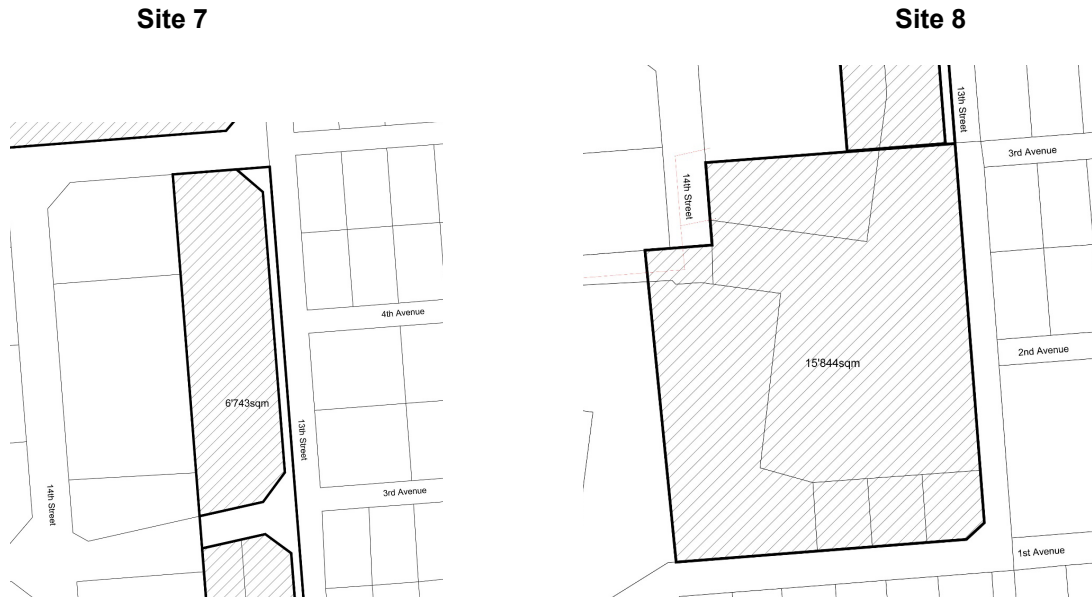 Site 7
Site 8
13th Street
3rd Avenue
14th Street
4th Avenue
2nd Avenue
15'844sqm
6'743sqm
13th Street
3rd Avenue
14th Street
1st Avenue